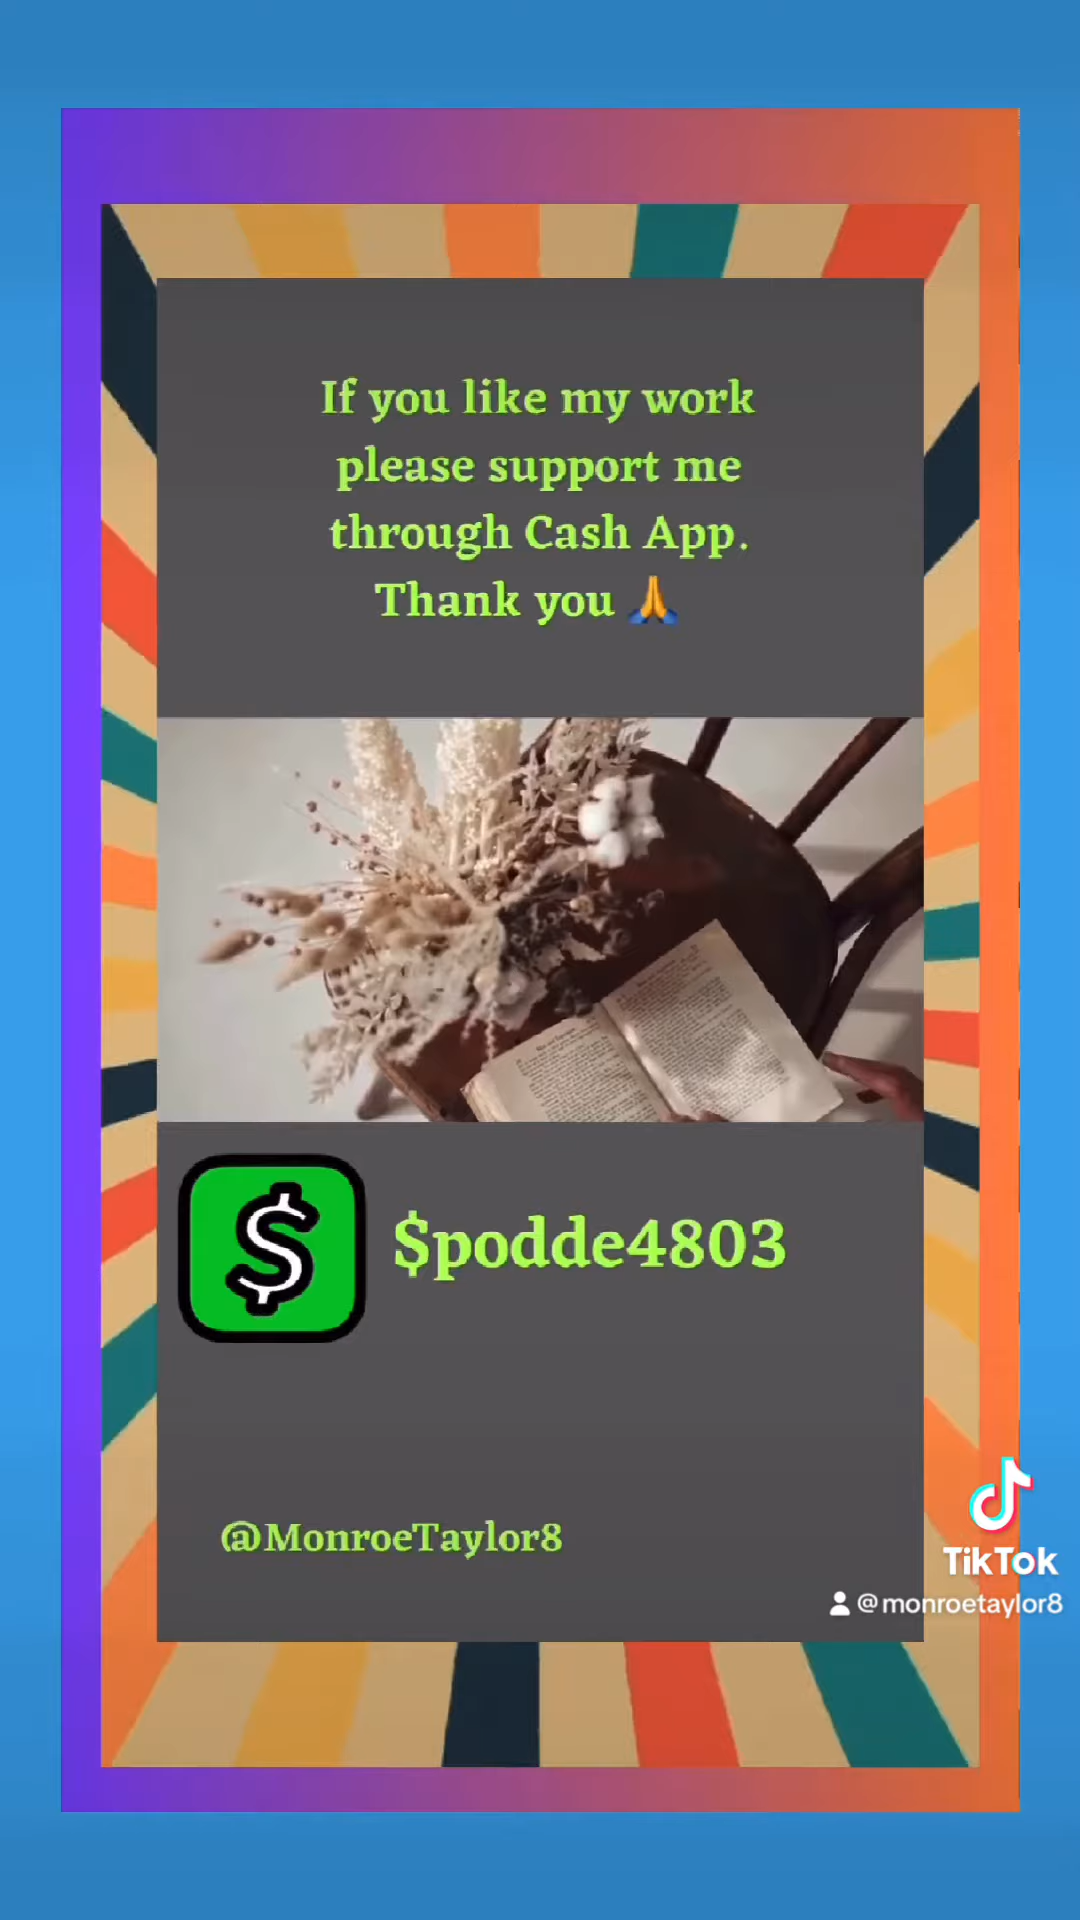 If you like my work
please support me
through Cash App.
Thank you 🙏
$
$podde4803
@MonroeTaylor8
TikTok
@monroetaylor8